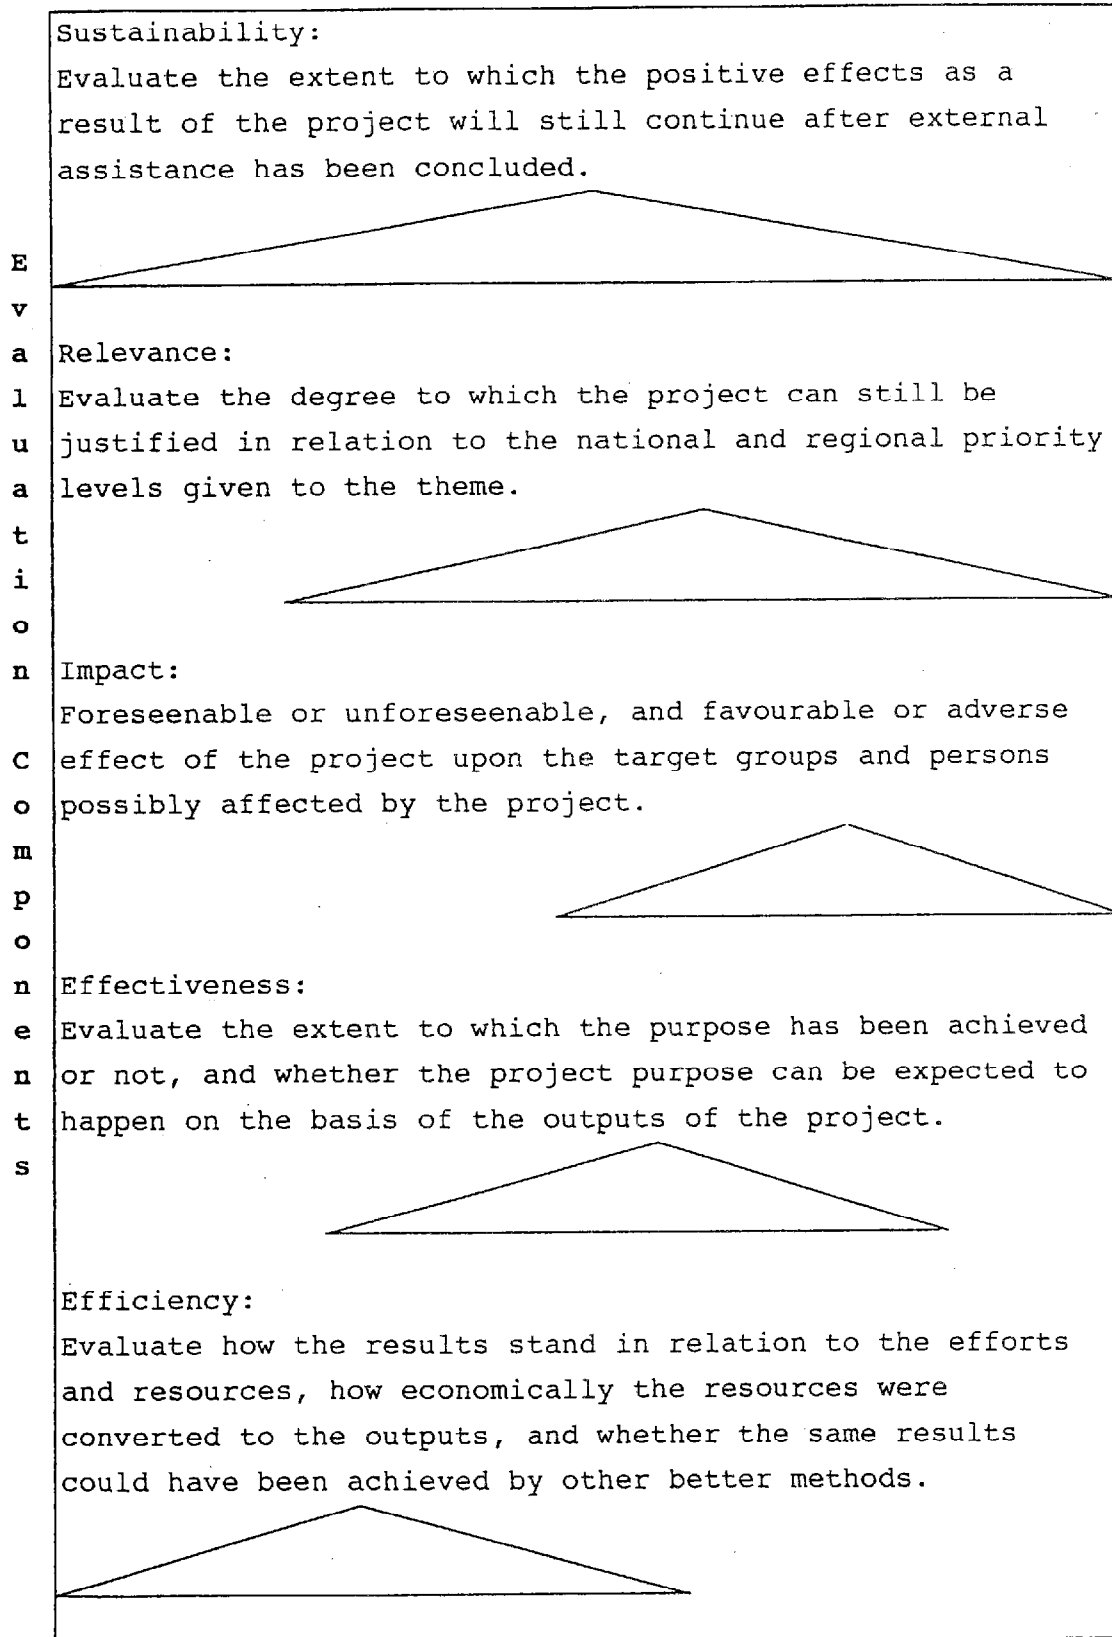 Evaluation Components
Sustainability:
Evaluate the extent to which the positive effects as a
result of the project will still continue after external
assistance has been concluded.
Relevance:
Evaluate the degree to which the project can still be
justified in relation to the national and regional priority
levels given to the theme.
Impact:
Foreseenable or unforeseenable, and favourable or adverse
effect of the project upon the target groups and persons
possibly affected by the project.
Effectiveness:
Evaluate the extent to which the purpose has been achieved
or not, and whether the project purpose can be expected to
happen on the basis of the outputs of the project.
Efficiency:
Evaluate how the results stand in relation to the efforts
and resources, how economically the resources were
converted to the outputs, and whether the same results
could have been achieved by other better methods.